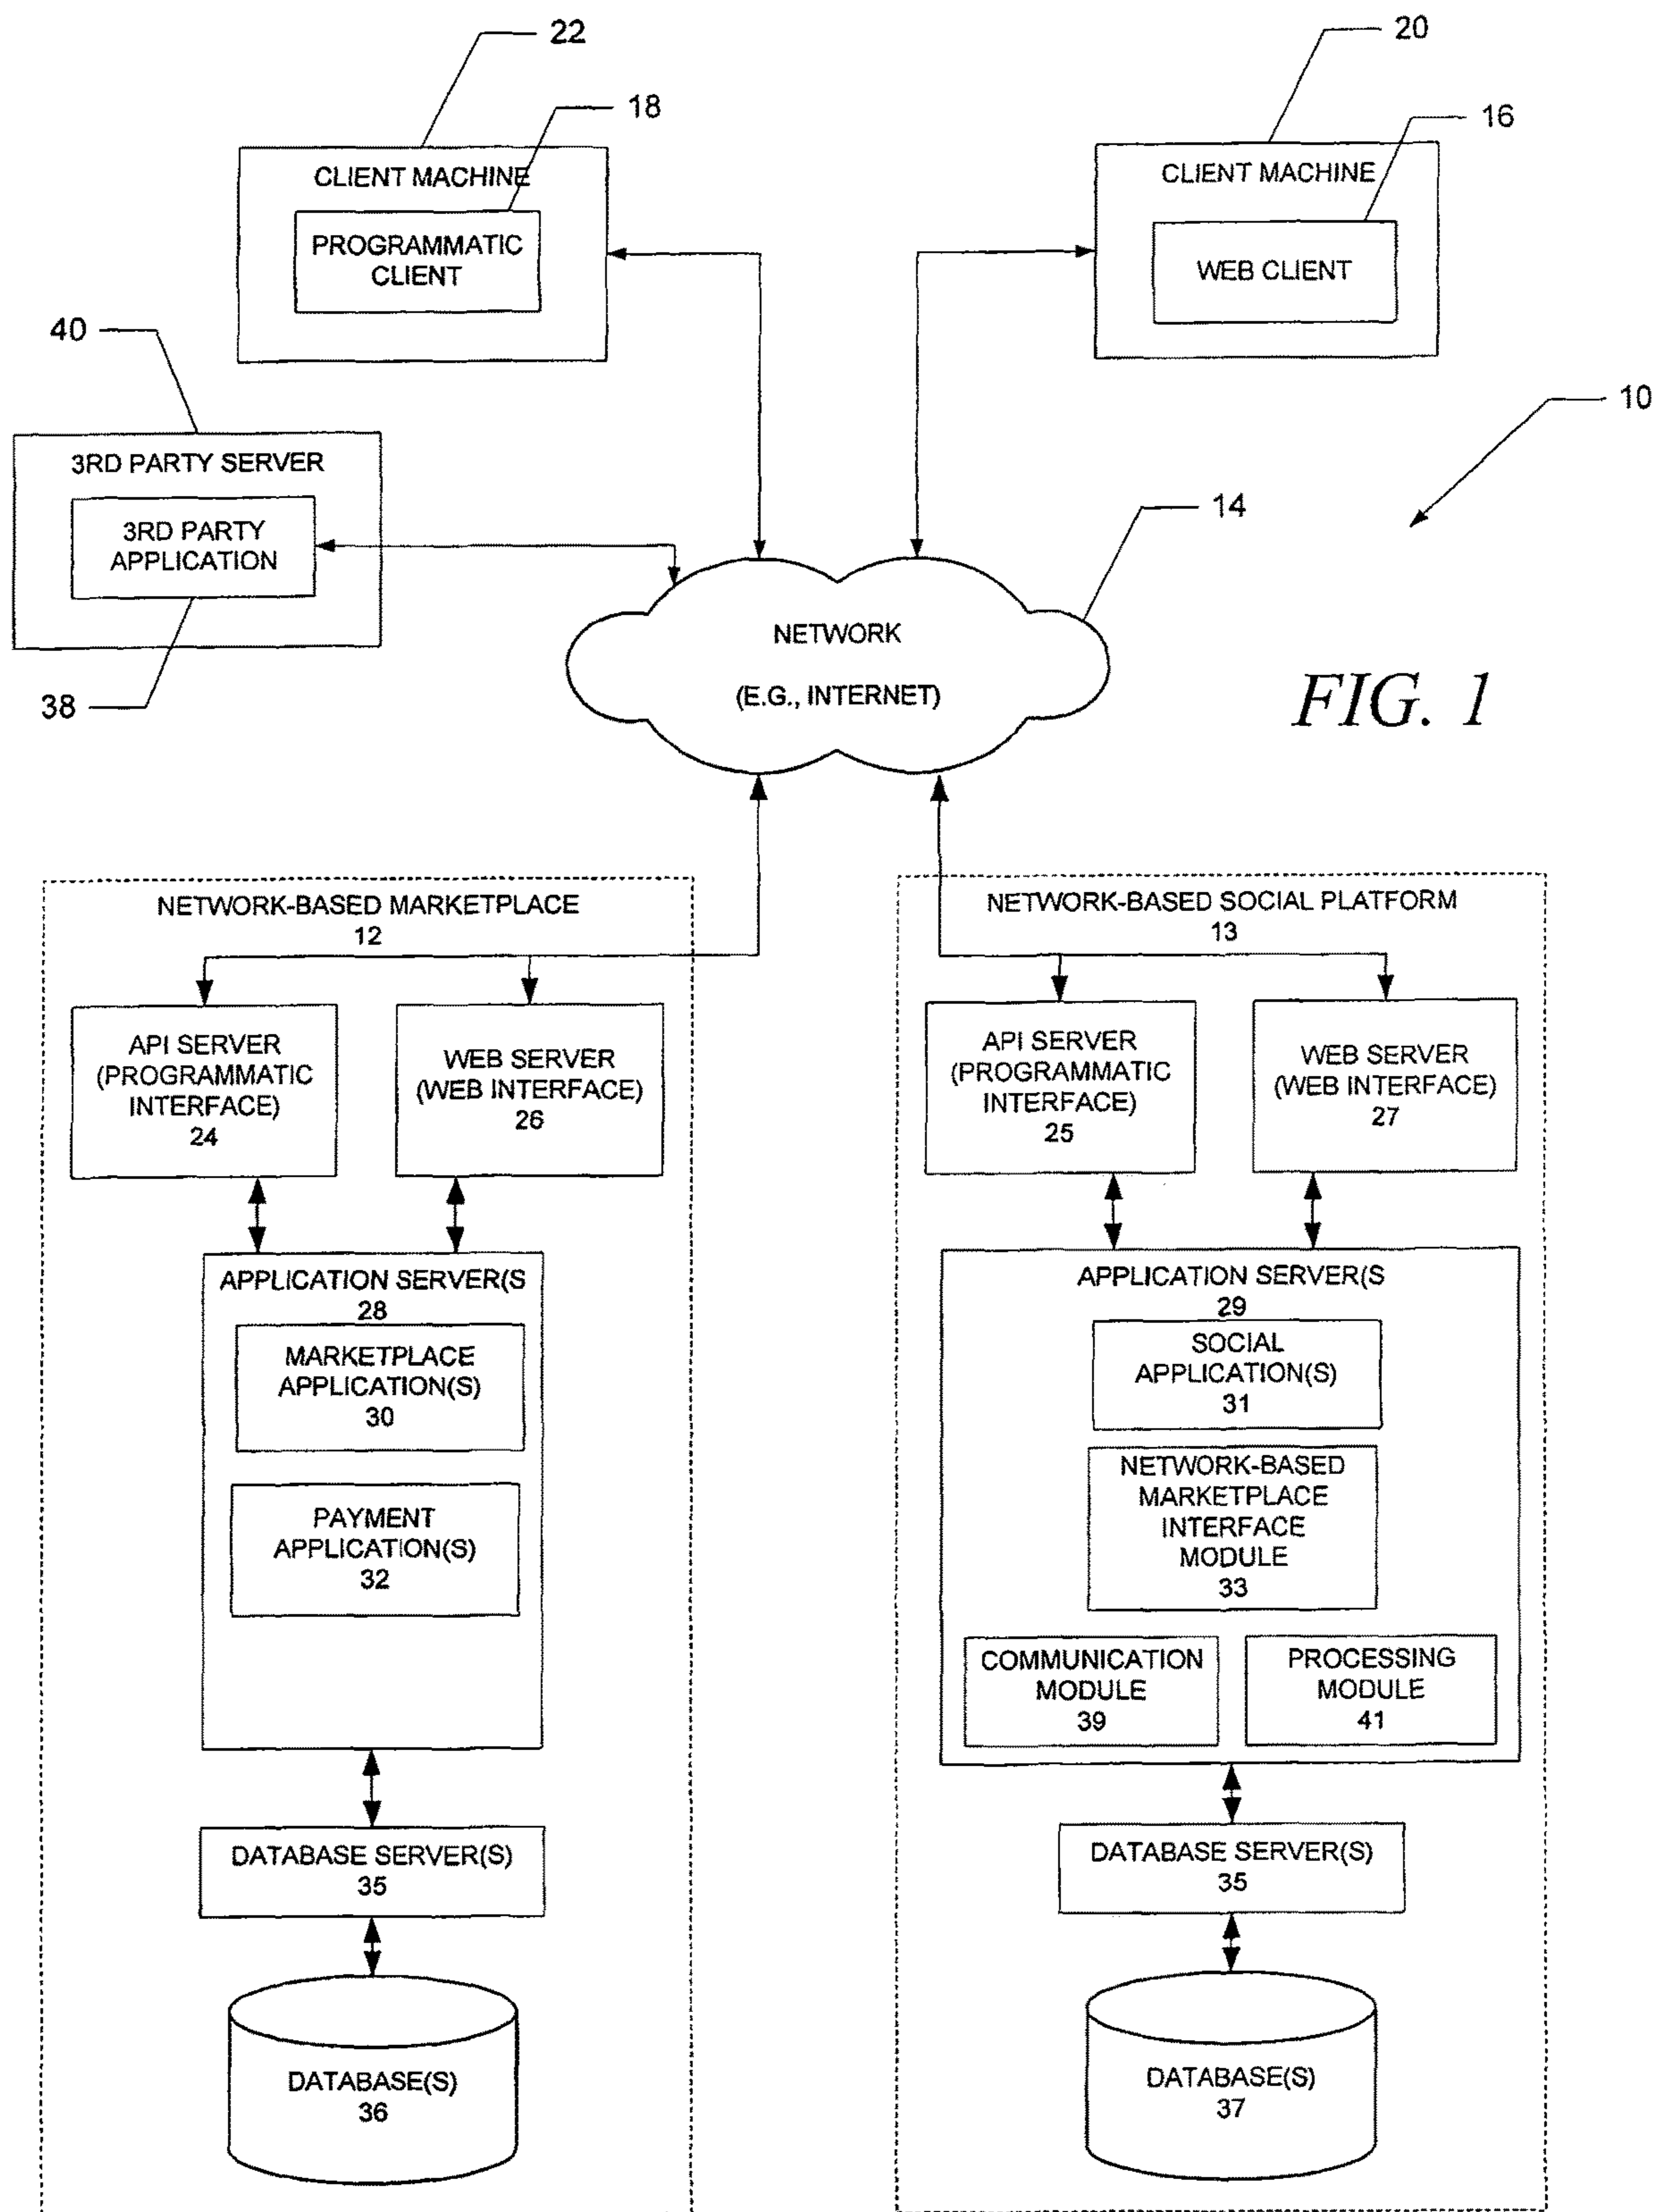 22
20
18
16
CLIENT MACHINE
PROGRAMMATIC
CLIENT
CLIENT MACHINE
WEB CLIENT
40
10
3RD PARTY SERVER
3RD PARTY
APPLICATION
14
38
NETWORK
(E.G., INTERNET)
FIG. 1
NETWORK-BASED MARKETPLACE
12
API SERVER
(PROGRAMMATIC
INTERFACE)
24
WEB SERVER
(WEB INTERFACE)
26
APPLICATION SERVER(S
28
MARKETPLACE
APPLICATION(S)
30
PAYMENT
APPLICATION(S)
32
DATABASE SERVER(S)
35
DATABASE(S)
36
NETWORK-BASED SOCIAL PLATFORM
13
API SERVER
(PROGRAMMATIC
INTERFACE)
25
WEB SERVER
(WEB INTERFACE)
27
APPLICATION SERVER(S
29
SOCIAL
APPLICATION(S)
31
NETWORK-BASED
MARKETPLACE
INTERFACE
MODULE
33
COMMUNICATION
MODULE
39
PROCESSING
MODULE
41
DATABASE SERVER(S)
35
DATABASE(S)
37